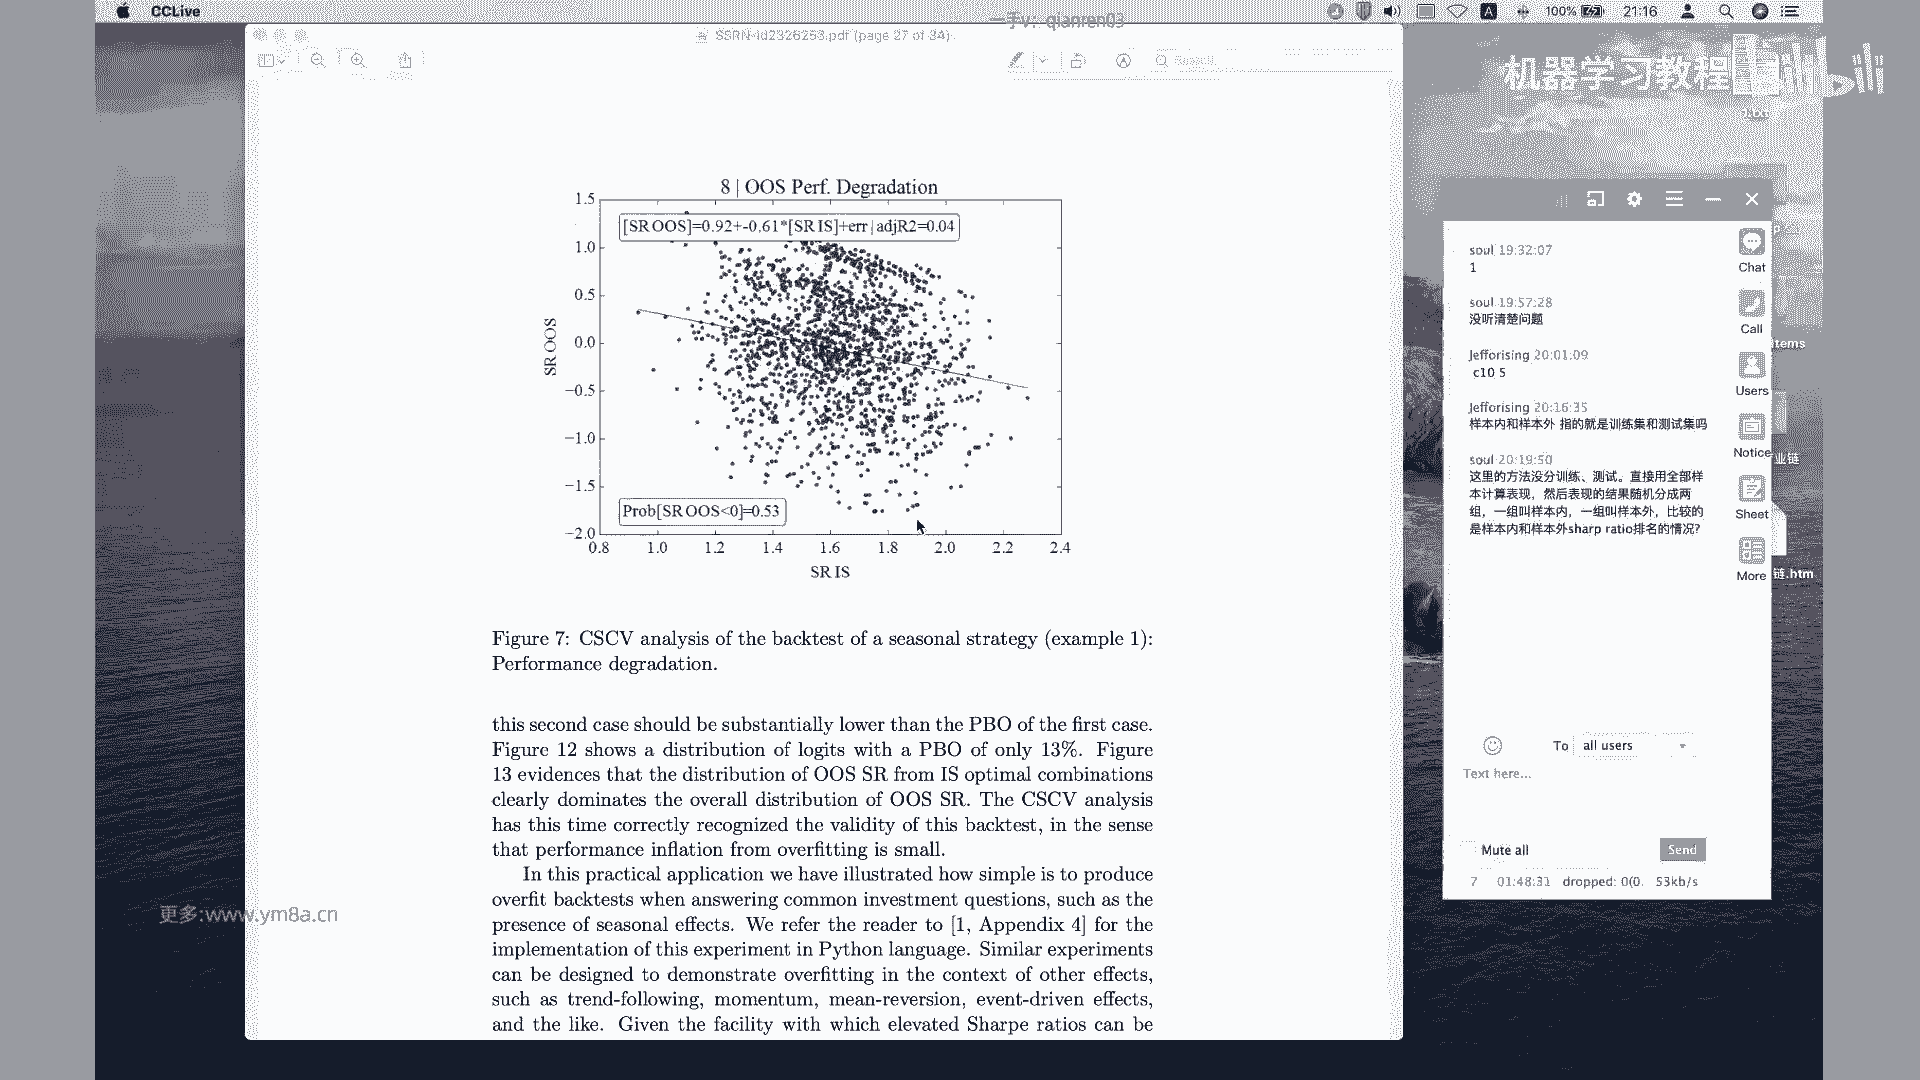 CCLive
一手v: qianren03
100%
A
21:16
SSRN-id2326253.pdf (page 27 of 34)
Search
机器学习教程
bilibili
1.txt
8 | OOS Perf. Degradation
[SR OOS]=0.92+-0.61*[SR IS]+err|adjR2=0.04
1.5
1.0
0.5
0.0
−0.5
−1.0
−1.5
−2.0
SR OOS
Prob[SR OOS<0]=0.53
0.8 1.0 1.2 1.4 1.6 1.8 2.0 2.2 2.4
SR IS
Figure 7: CSCV analysis of the backtest of a seasonal strategy (example 1):
Performance degradation.
this second case should be substantially lower than the PBO of the first case.
Figure 12 shows a distribution of logits with a PBO of only 13%. Figure
13 evidences that the distribution of OOS SR from IS optimal combinations
clearly dominates the overall distribution of OOS SR. The CSCV analysis
has this time correctly recognized the validity of this backtest, in the sense
that performance inflation from overfitting is small.
In this practical application we have illustrated how simple is to produce
overfit backtests when answering common investment questions, such as the
presence of seasonal effects. We refer the reader to [1, Appendix 4] for the
implementation of this experiment in Python language. Similar experiments
can be designed to demonstrate overfitting in the context of other effects,
such as trend-following, momentum, mean-reversion, event-driven effects,
and the like. Given the facility with which elevated Sharpe ratios can be
soul 19:32:07
1
soul 19:57:28
没听清楚问题
Jefforising 20:01:09
c10 5
Jefforising 20:16:35
样本内和样本外 指的就是训练集和测试集吗
soul 20:19:50
这里的方法没分训练、测试。直接用全部样
本计算表现，然后表现的结果随机分成两
组，一组叫样本内，一组叫样本外，比较的
是样本内和样本外sharp ratio排名的情况?
Chat
Call
Users
Notice
Sheet
More
items
业链
链.htm
To all users
Text here...
Mute all
Send
7 01:48:31 dropped: 0(0. 53kb/s
更多:www.ym8a.cn